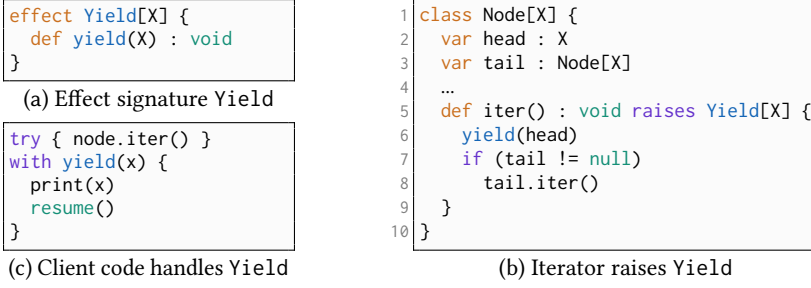 effect Yield[X] {
  def yield(X) : void
}
(a) Effect signature Yield
try { node.iter() }
with yield(x) {
  print(x)
  resume()
}
(c) Client code handles Yield
1 class Node[X] {
2   var head : X
3   var tail : Node[X]
4   …
5   def iter() : void raises Yield[X] {
6     yield(head)
7     if (tail != null)
8       tail.iter()
9   }
10 }
(b) Iterator raises Yield